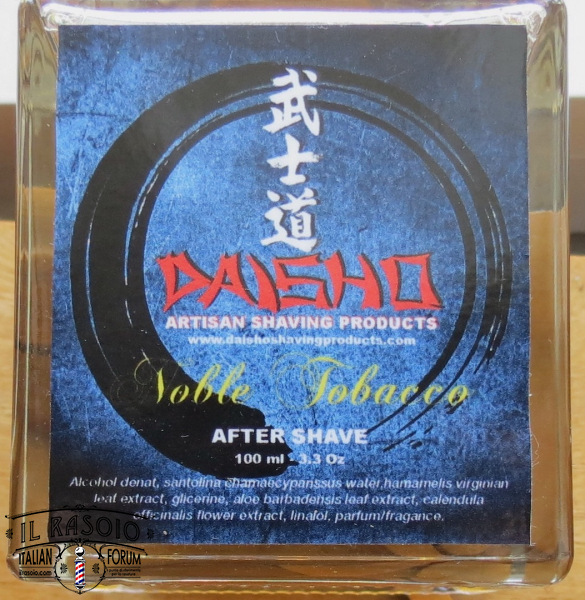 武士道
DAISHO
ARTISAN SHAVING PRODUCTS
www.daishoshavingproducts.com
Noble Tobacco
AFTER SHAVE
100 ml - 3.3 Oz
Alcohol denat, santolina chamaecyparissus water,hamamelis virginian
leaf extract, glicerine, aloe barbadensis leaf extract, calendula
officinalis flower extract, linalol, parfum/fragance.
IL RASOIO
ITALIAN FORUM
ilrasoio.com